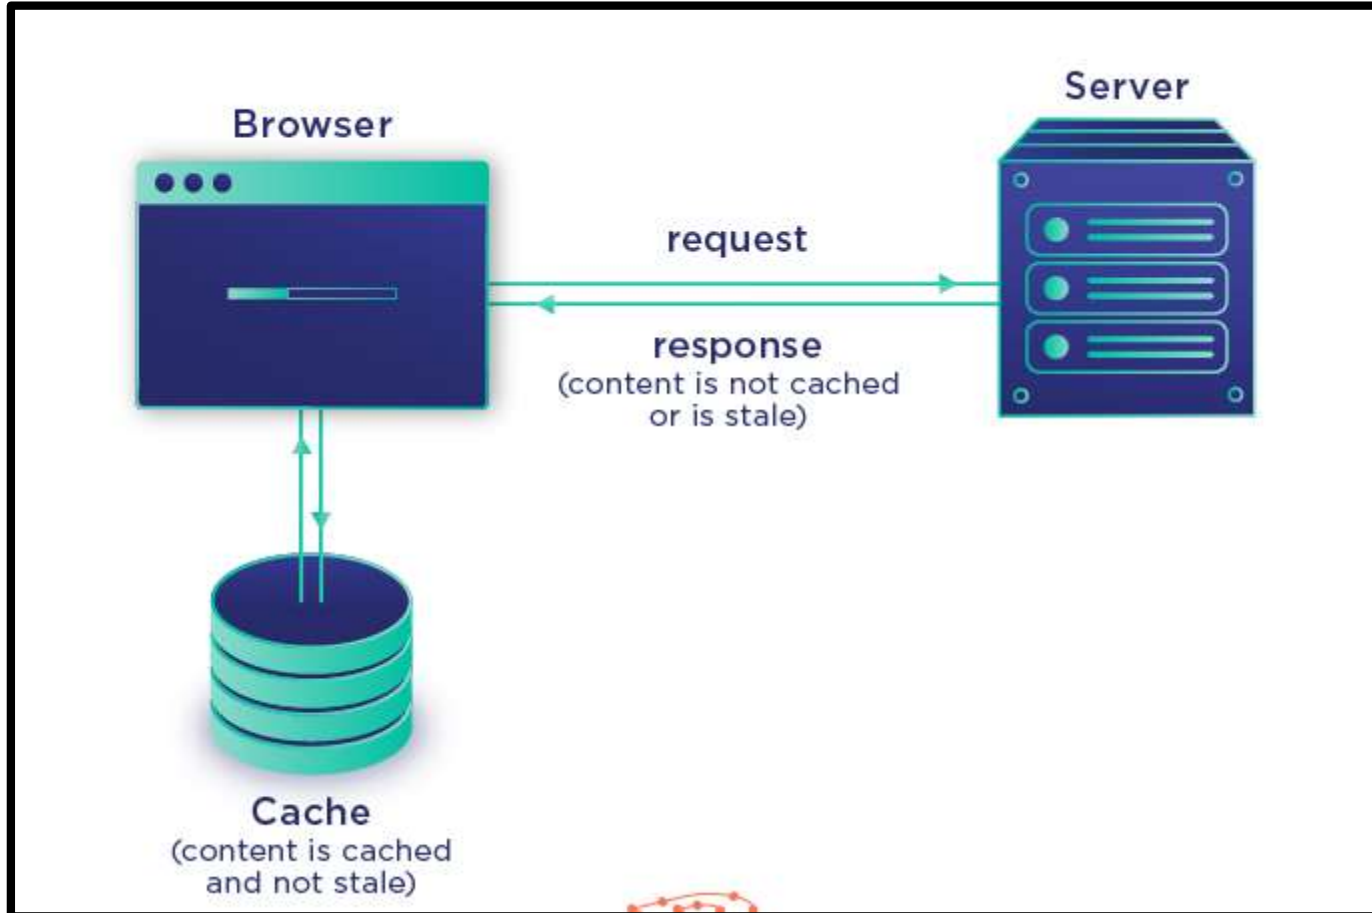 Server
Browser
request
response
(content is not cached
or is stale)
Cache
(content is cached
and not stale)